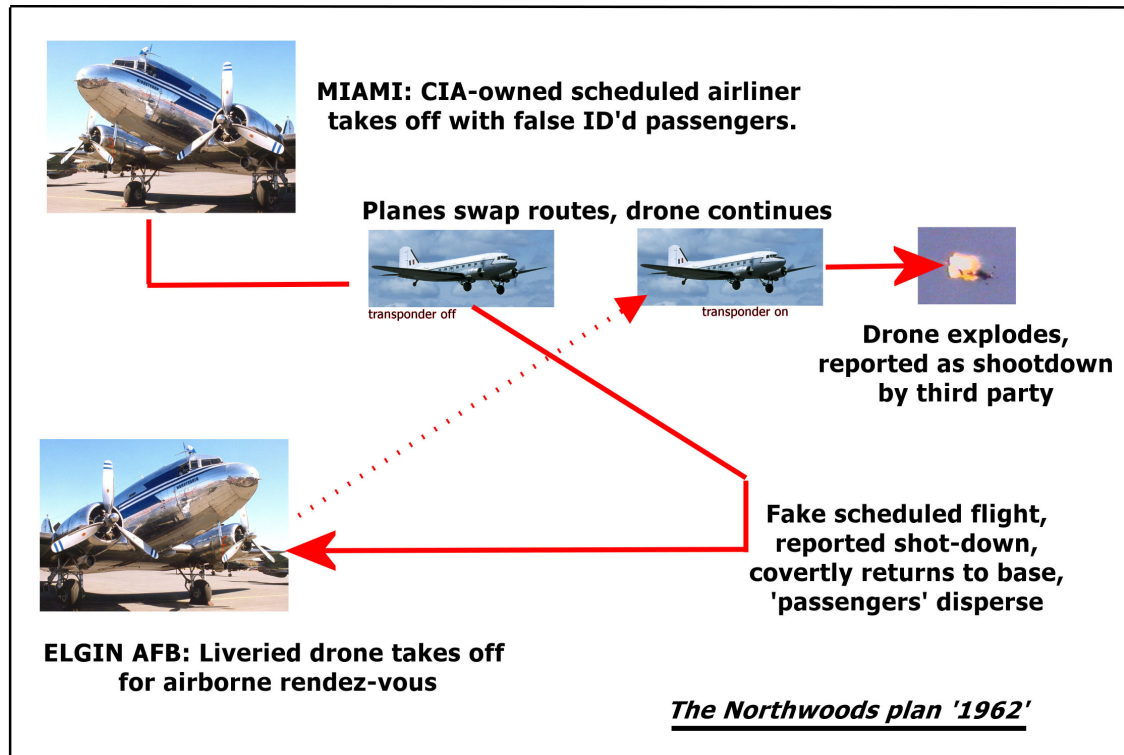 MIAMI: CIA-owned scheduled airliner
takes off with false ID'd passengers.
Planes swap routes, drone continues
transponder off
transponder on
Drone explodes,
reported as shootdown
by third party
Fake scheduled flight,
reported shot-down,
covertly returns to base,
'passengers' disperse
ELGIN AFB: Liveried drone takes off
for airborne rendez-vous
The Northwoods plan '1962'